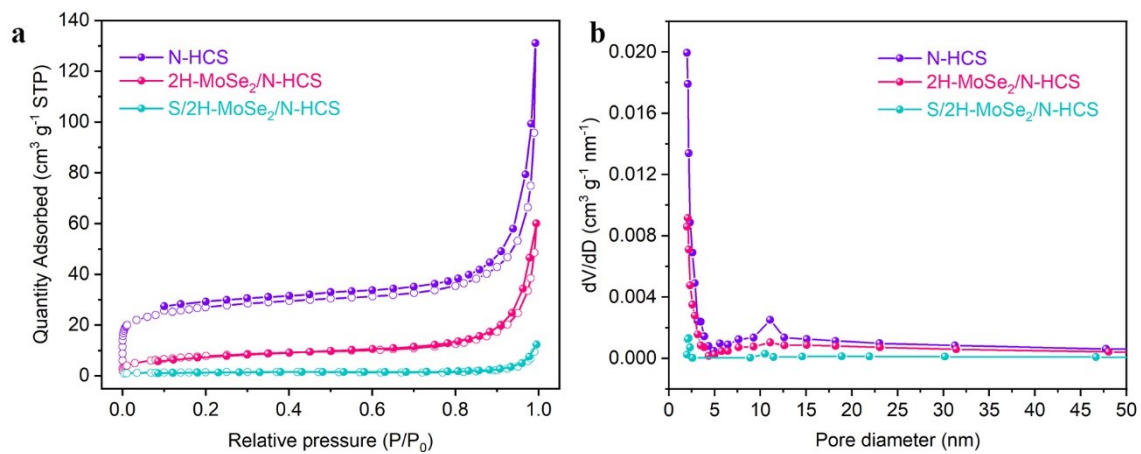 a
140
120
100
80
60
40
20
0
Quantity Adsorbed (cm³ g⁻¹ STP)
N-HCS
2H-MoSe₂/N-HCS
S/2H-MoSe₂/N-HCS
0.0 0.2 0.4 0.6 0.8 1.0
Relative pressure (P/P₀)
b
0.020
0.016
0.012
0.008
0.004
0.000
dV/dD (cm³ g⁻¹ nm⁻¹)
N-HCS
2H-MoSe₂/N-HCS
S/2H-MoSe₂/N-HCS
0 5 10 15 20 25 30 35 40 45 50
Pore diameter (nm)